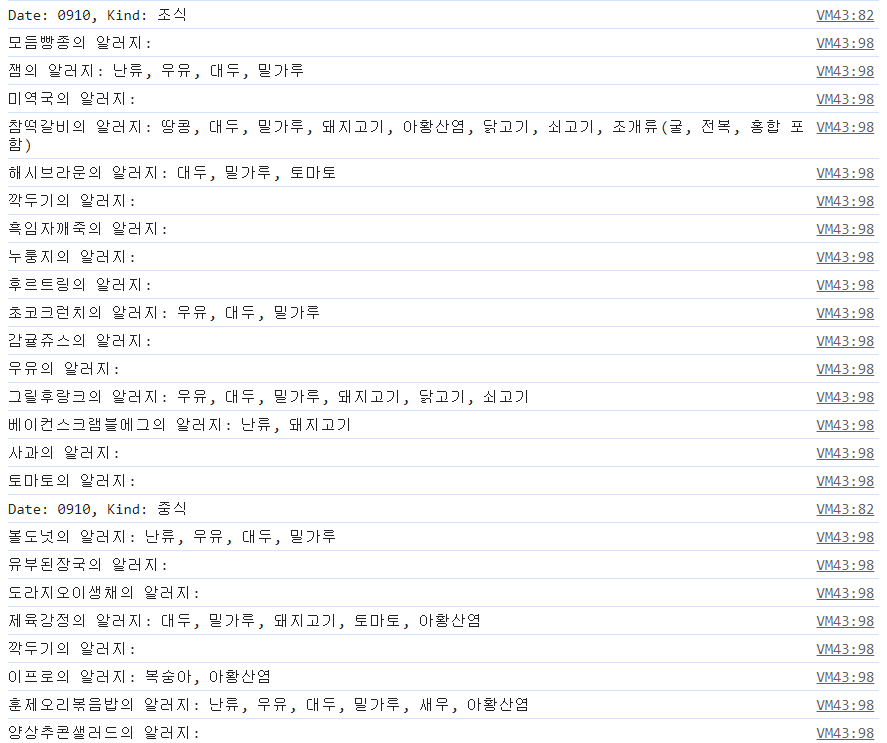 Date: 0910, Kind: 조식 VM43:82
모듬빵종의 알러지: VM43:98
잼의 알러지: 난류, 우유, 대두, 밀가루 VM43:98
미역국의 알러지: VM43:98
참떡갈비의 알러지: 땅콩, 대두, 밀가루, 돼지고기, 아황산염, 닭고기, 쇠고기, 조개류(굴, 전복, 홍합 포 VM43:98
함)
해시브라운의 알러지: 대두, 밀가루, 토마토 VM43:98
깍두기의 알러지: VM43:98
흑임자깨죽의 알러지: VM43:98
누룽지의 알러지: VM43:98
후르트링의 알러지: VM43:98
초코크런치의 알러지: 우유, 대두, 밀가루 VM43:98
감귤쥬스의 알러지: VM43:98
우유의 알러지: VM43:98
그릴후랑크의 알러지: 우유, 대두, 밀가루, 돼지고기, 닭고기, 쇠고기 VM43:98
베이컨스크램블에그의 알러지: 난류, 돼지고기 VM43:98
사과의 알러지: VM43:98
토마토의 알러지: VM43:98
Date: 0910, Kind: 중식 VM43:82
볼도넛의 알러지: 난류, 우유, 대두, 밀가루 VM43:98
유부된장국의 알러지: VM43:98
도라지오이생채의 알러지: VM43:98
제육강정의 알러지: 대두, 밀가루, 돼지고기, 토마토, 아황산염 VM43:98
깍두기의 알러지: VM43:98
이프로의 알러지: 복숭아, 아황산염 VM43:98
훈제오리볶음밥의 알러지: 난류, 우유, 대두, 밀가루, 새우, 아황산염 VM43:98
양상추콘샐러드의 알러지: VM43:98